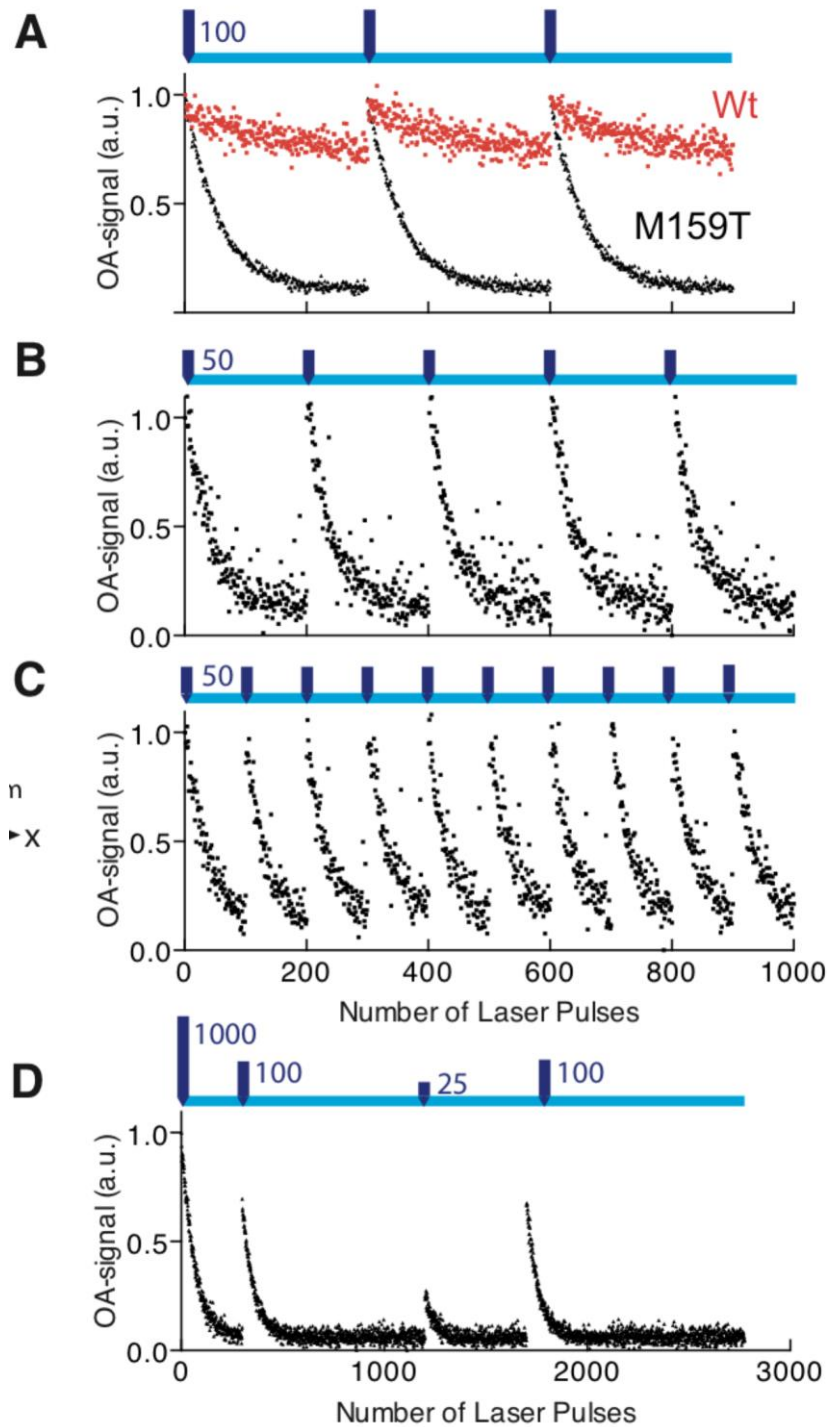 A
100
OA-signal (a.u.)
1.0
0.5
Wt
M159T
B
50
OA-signal (a.u.)
1.0
0.5
0.0
C
50
OA-signal (a.u.)
1.0
0.5
0.0
0 200 400 600 800 1000
Number of Laser Pulses
x
D
1000
100
25
100
OA-signal (a.u.)
1.0
0.5
0.0
0 1000 2000 3000
Number of Laser Pulses